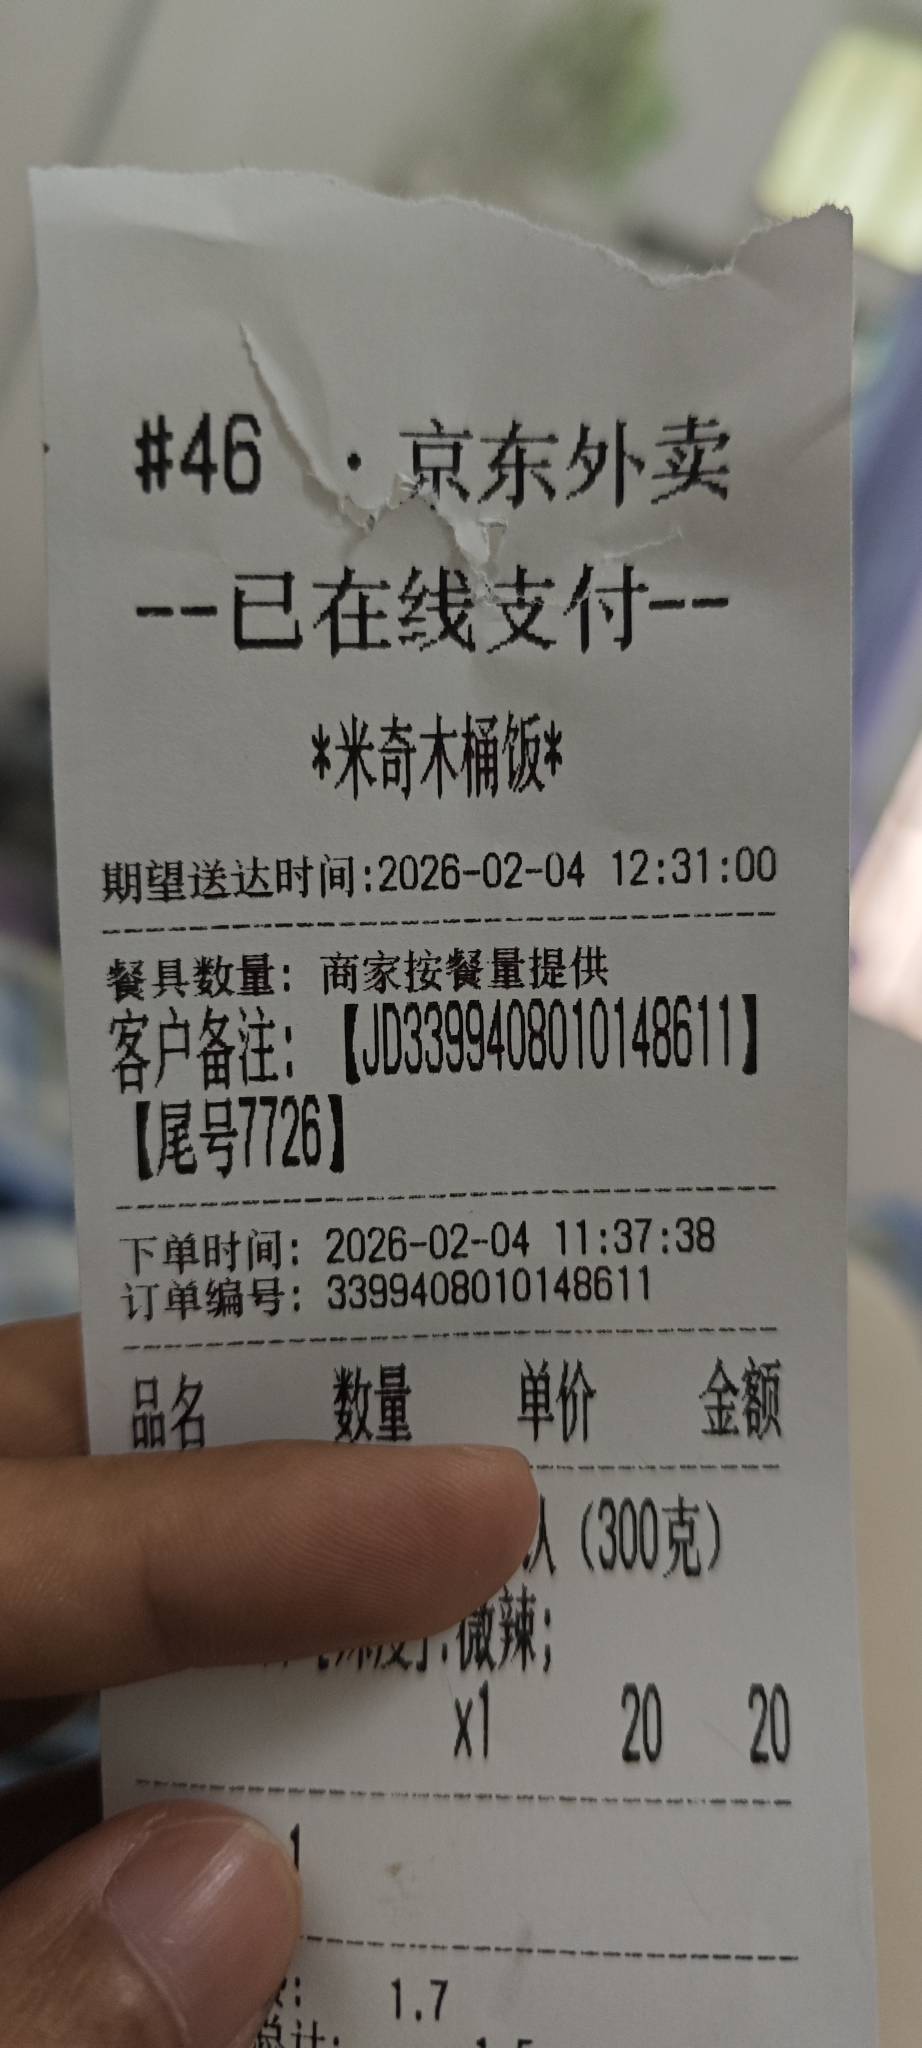 #46 ·京东外卖
--已在线支付--
*米奇木桶饭*
期望送达时间:2026-02-04 12:31:00
餐具数量: 商家按餐量提供
客户备注: 【JD3399408010148611】
【尾号7726】
下单时间: 2026-02-04 11:37:38
订单编号: 3399408010148611
品名 数量 单价 金额
(300克)
微辣;
x1 20 20
1
1.7
总计: